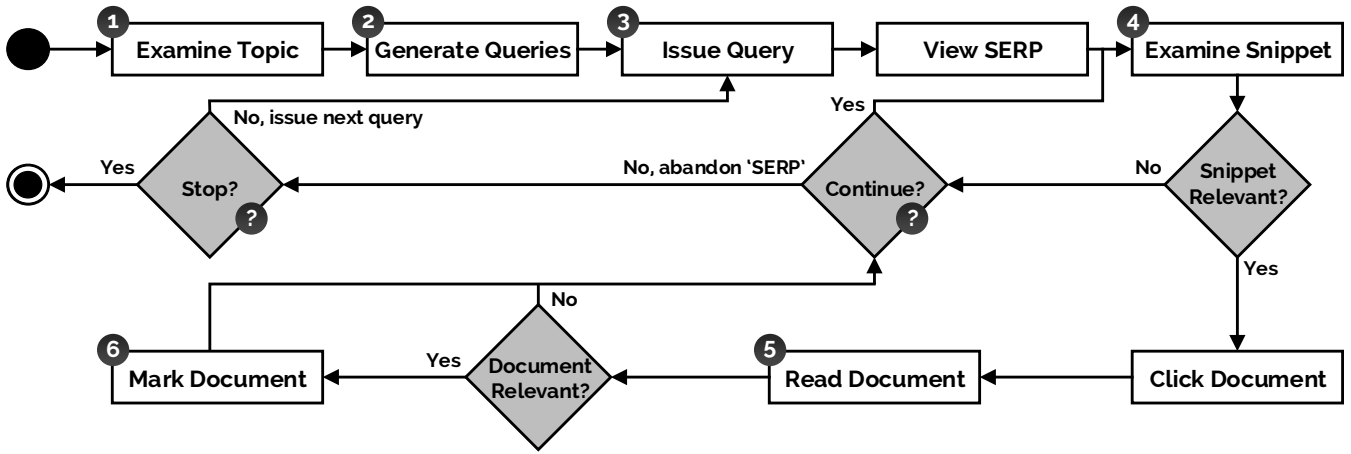 1
Examine Topic
2
Generate Queries
3
Issue Query
View SERP
4
Examine Snippet
No, issue next query
Yes
Yes
Stop?
?
No, abandon ‘SERP’
Continue?
?
No
Snippet
Relevant?
Yes
No
6
Mark Document
Yes
Document
Relevant?
5
Read Document
Click Document